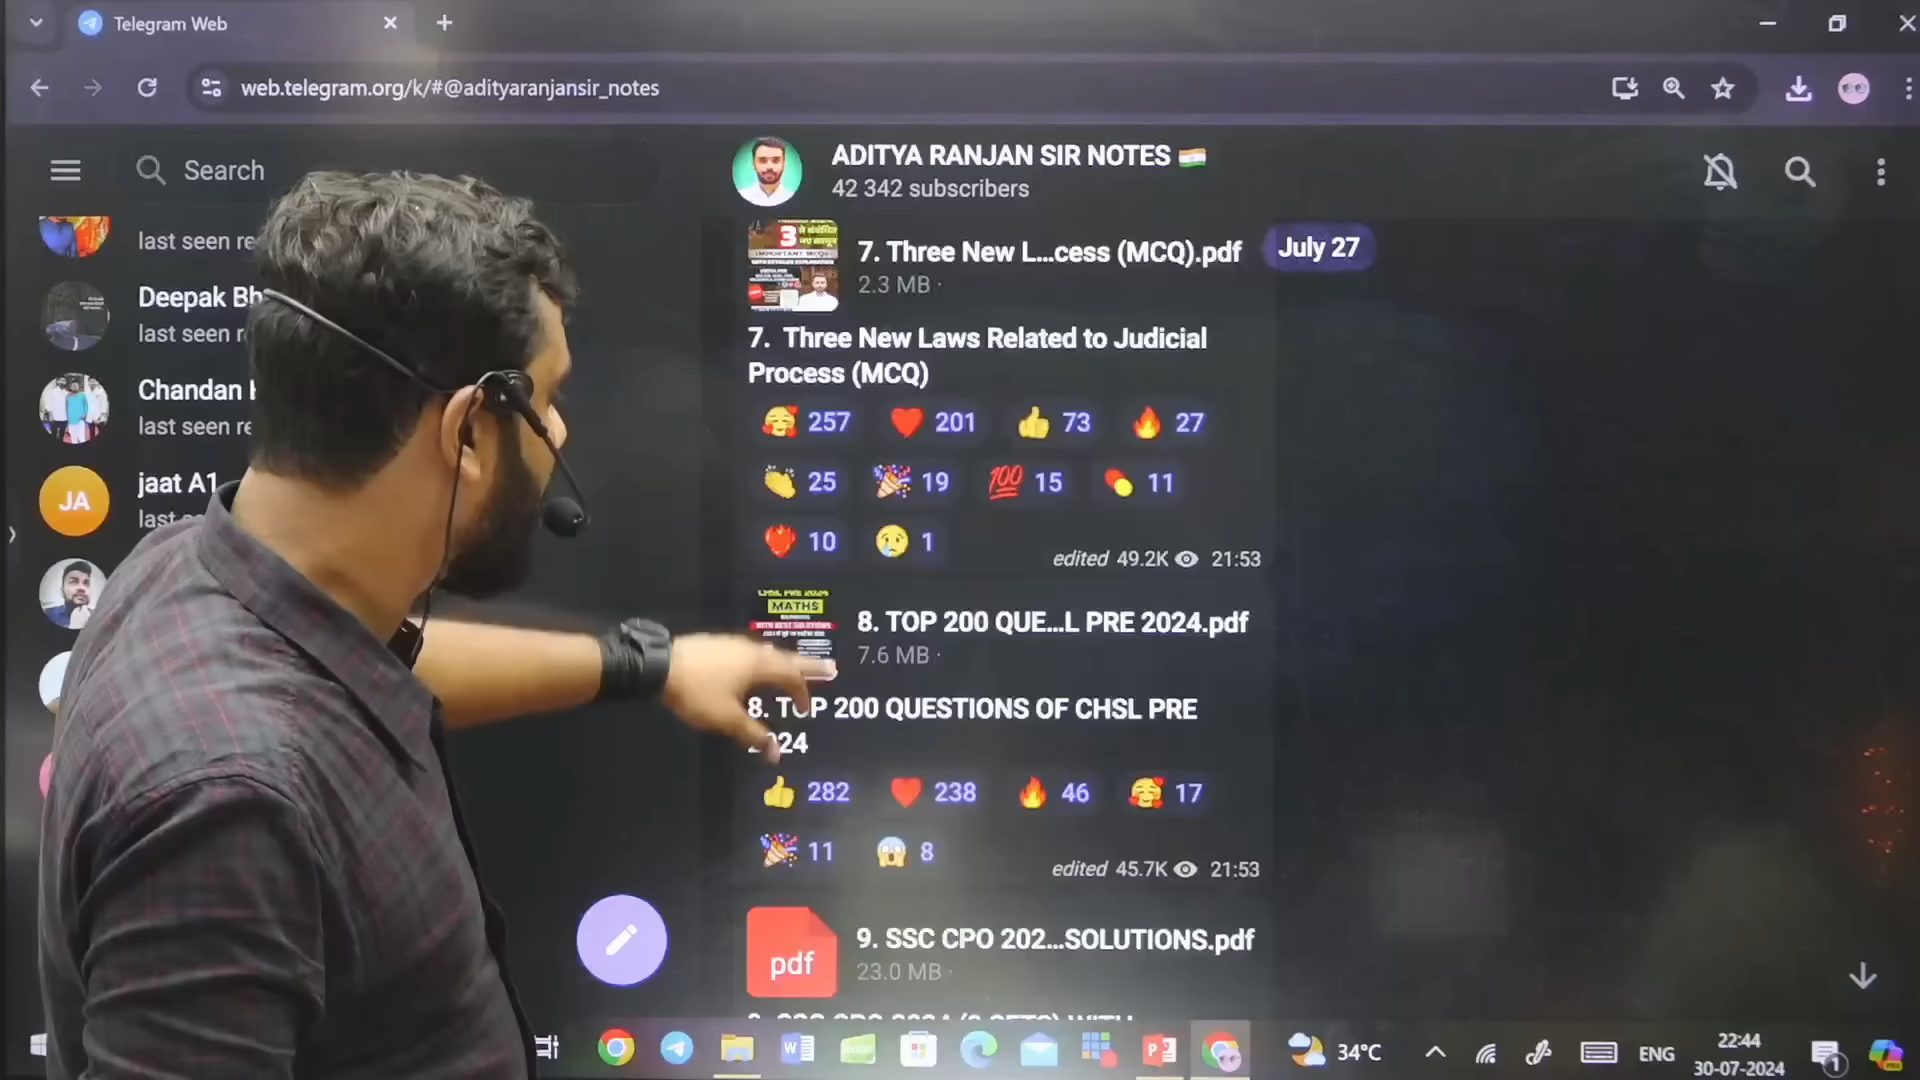 Telegram Web
web.telegram.org/k/#@adityaranjansir_notes
Search
ADITYA RANJAN SIR NOTES
42 342 subscribers
last seen
Deepak
last seen
Chandan
last seen
JA
jaat A1
last
3
7. Three New L...cess (MCQ).pdf
2.3 MB ·
July 27
7. Three New Laws Related to Judicial
Process (MCQ)
257 201 73 27
25 19 100 15 11
10 1
edited 49.2K 21:53
MATHS
8. TOP 200 QUE...L PRE 2024.pdf
7.6 MB ·
8. TOP 200 QUESTIONS OF CHSL PRE
2024
282 238 46 17
11 8
edited 45.7K 21:53
pdf
9. SSC CPO 202...SOLUTIONS.pdf
23.0 MB ·
34°C
ENG
22:44
30-07-2024
1